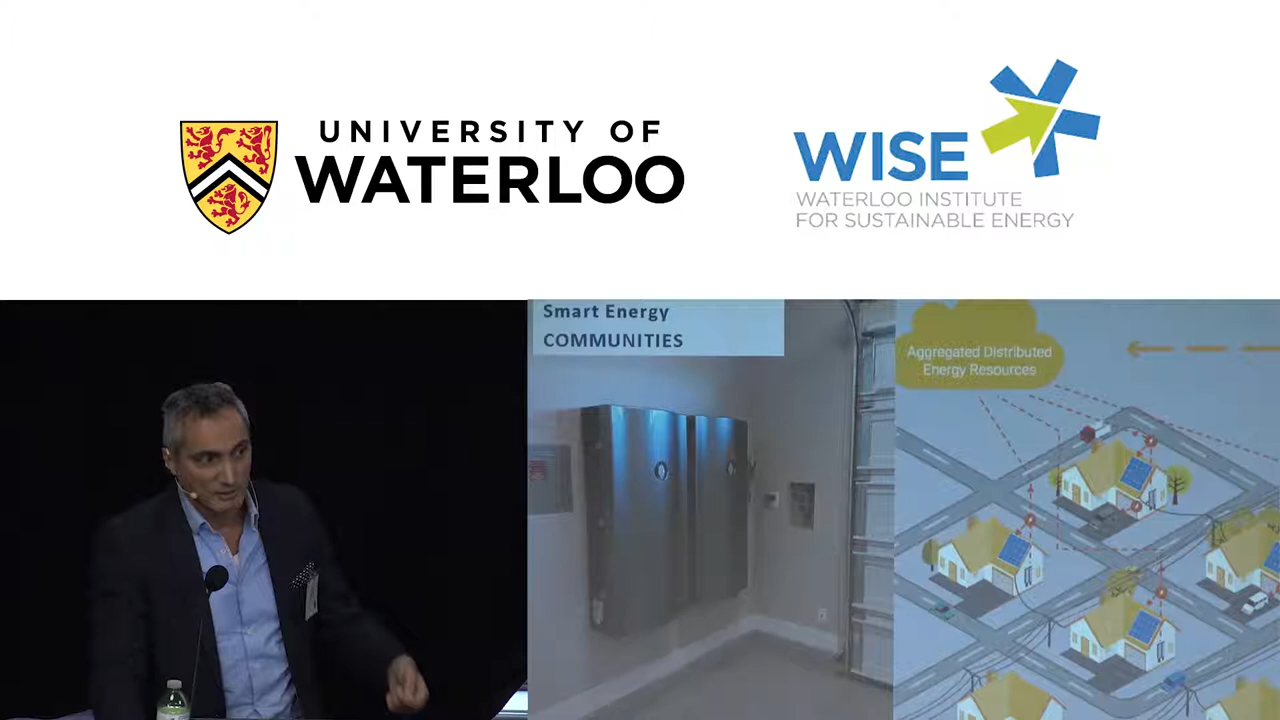 UNIVERSITY OF
WATERLOO
WISE
WATERLOO INSTITUTE
FOR SUSTAINABLE ENERGY
Smart Energy
COMMUNITIES
Aggregated Distributed
Energy Resources